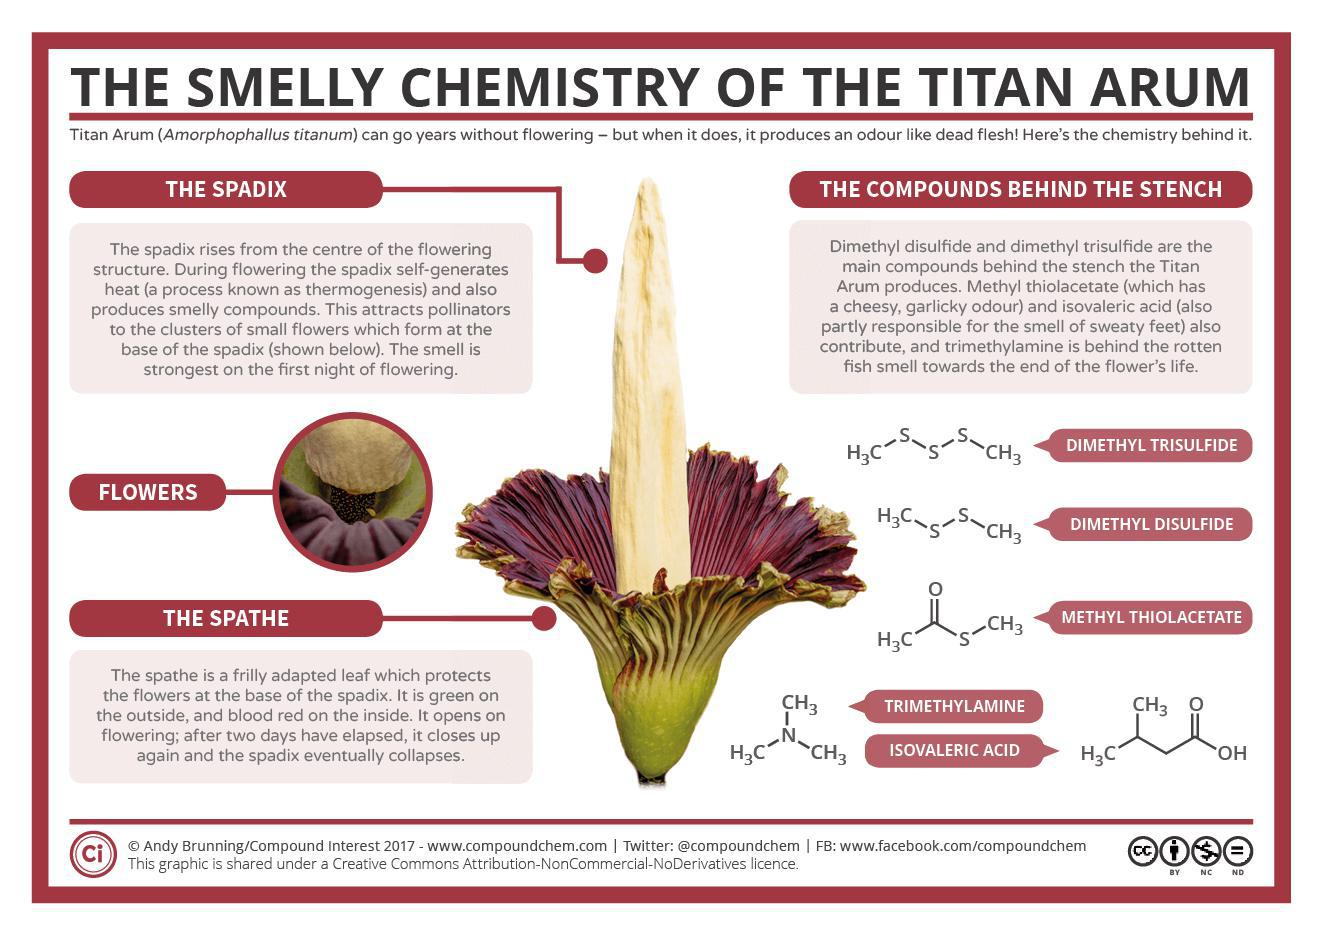 THE SMELLY CHEMISTRY OF THE TITAN ARUM
Titan Arum (Amorphophallus titanum) can go years without flowering – but when it does, it produces an odour like dead flesh! Here's the chemistry behind it.
THE SPADIX
The spadix rises from the centre of the flowering
structure. During flowering the spadix self-generates
heat (a process known as thermogenesis) and also
produces smelly compounds. This attracts pollinators
to the clusters of small flowers which form at the
base of the spadix (shown below). The smell is
strongest on the first night of flowering.
FLOWERS
THE SPATHE
The spathe is a frilly adapted leaf which protects
the flowers at the base of the spadix. It is green on
the outside, and blood red on the inside. It opens on
flowering; after two days have elapsed, it closes up
again and the spadix eventually collapses.
THE COMPOUNDS BEHIND THE STENCH
Dimethyl disulfide and dimethyl trisulfide are the
main compounds behind the stench the Titan
Arum produces. Methyl thiolacetate (which has
a cheesy, garlicky odour) and isovaleric acid (also
partly responsible for the smell of sweaty feet) also
contribute, and trimethylamine is behind the rotten
fish smell towards the end of the flower's life.
H3C S S S CH3
DIMETHYL TRISULFIDE
H3C S S CH3
DIMETHYL DISULFIDE
O
H3C S CH3
METHYL THIOLACETATE
CH3
N
H3C CH3
TRIMETHYLAMINE
ISOVALERIC ACID
CH3 O
H3C OH
Ci
© Andy Brunning/Compound Interest 2017 - www.compoundchem.com | Twitter: @compoundchem | FB: www.facebook.com/compoundchem
This graphic is shared under a Creative Commons Attribution-NonCommercial-NoDerivatives licence.
cc $ =
BY NC ND